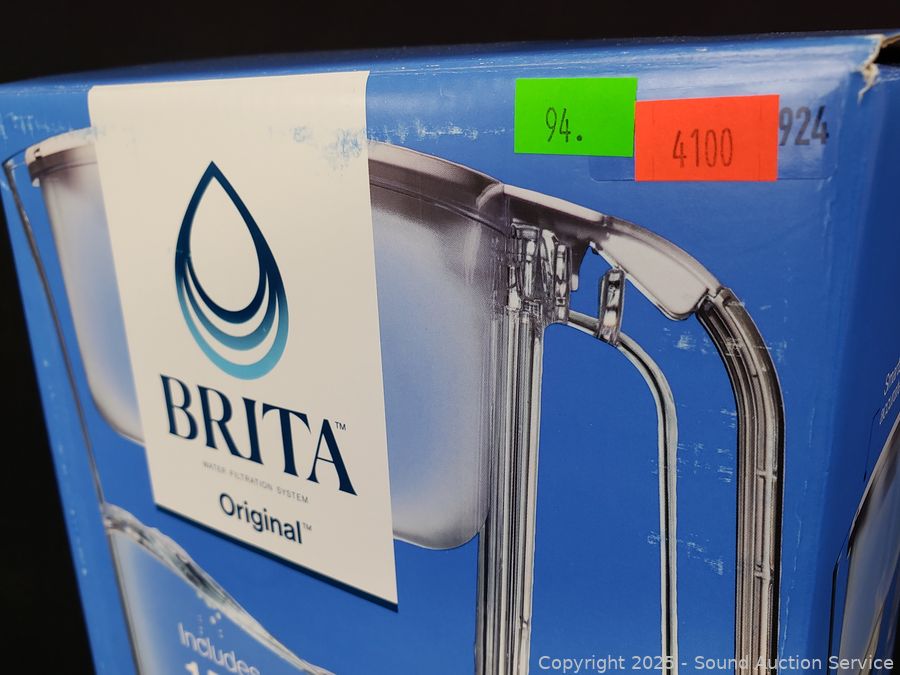 94.
4100
924
BRITA™
WATER FILTRATION SYSTEM
Original™
Includes
Copyright 2025 - Sound Auction Service